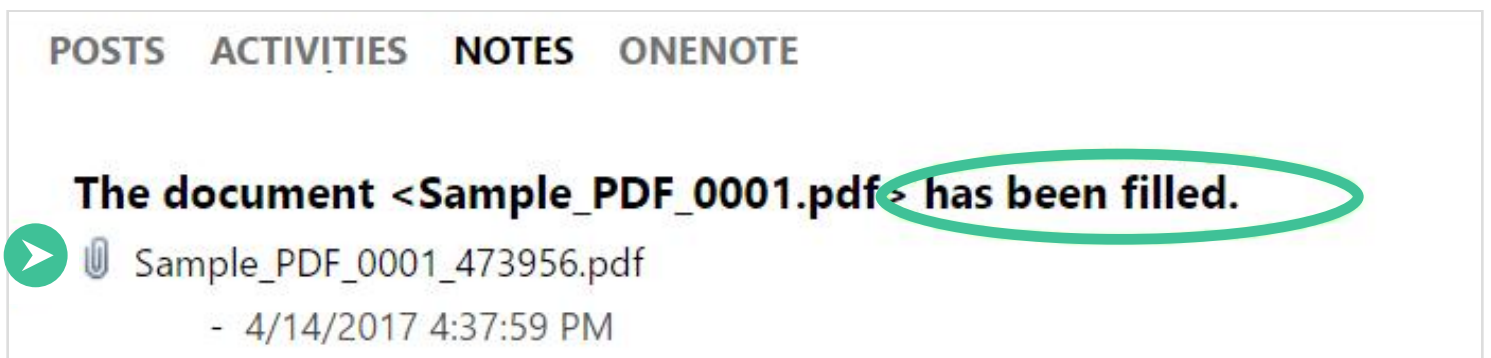 POSTS ACTIVITIES NOTES ONENOTE
The document <Sample_PDF_0001.pdf> has been filled.
Sample_PDF_0001_473956.pdf
- 4/14/2017 4:37:59 PM